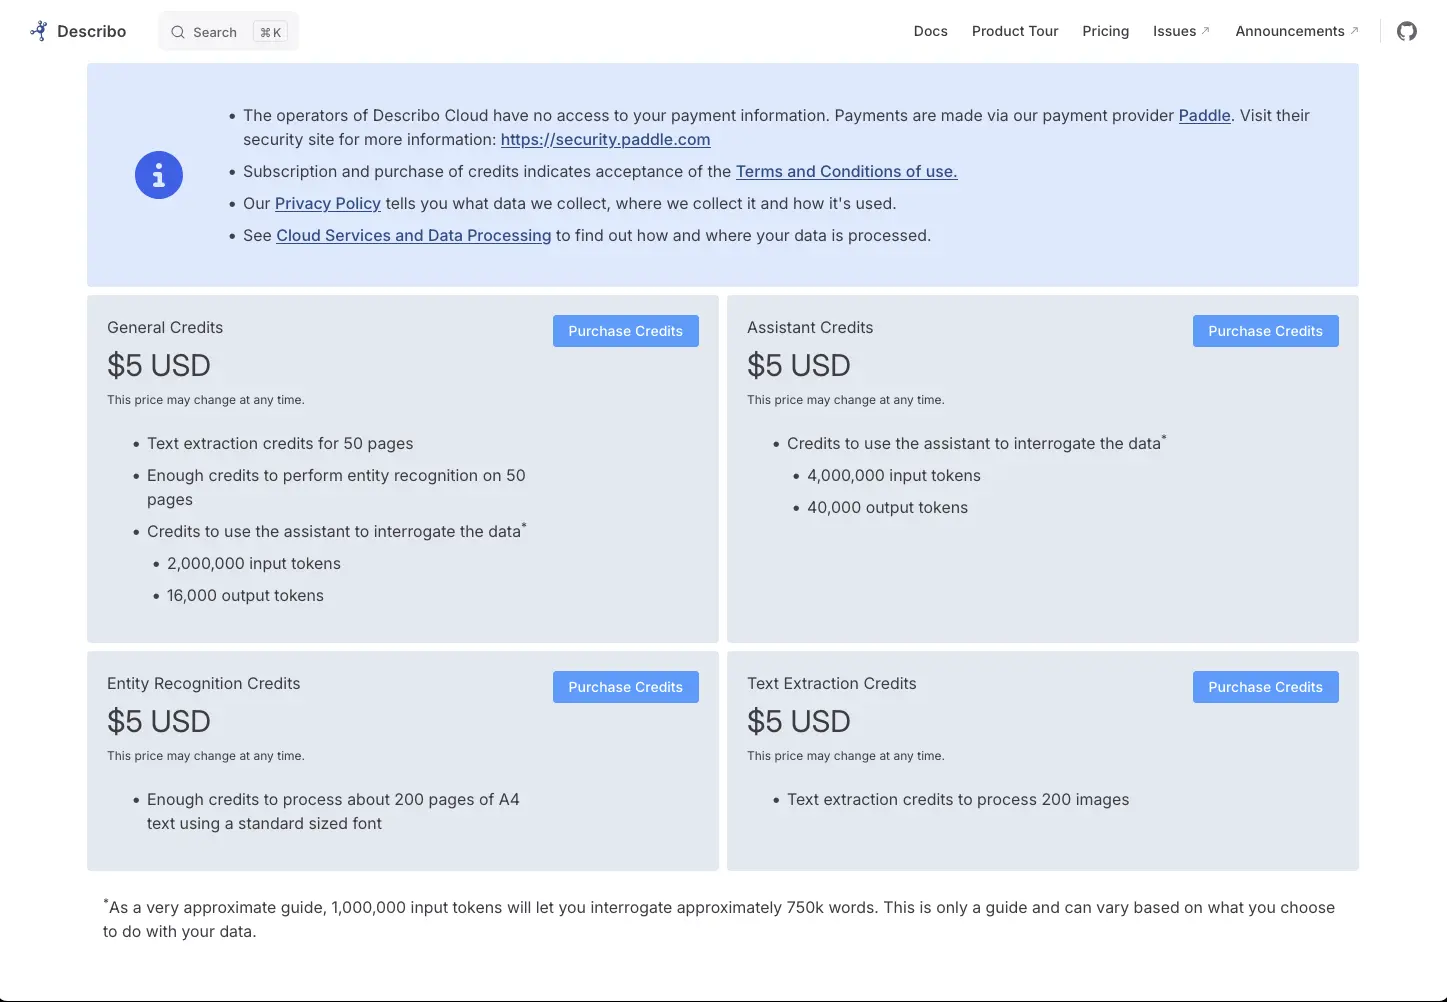 Describo
Search
⌘ K
Docs
Product Tour
Pricing
Issues
Announcements
• The operators of Describo Cloud have no access to your payment information. Payments are made via our payment provider Paddle. Visit their
security site for more information: https://security.paddle.com
• Subscription and purchase of credits indicates acceptance of the Terms and Conditions of use.
• Our Privacy Policy tells you what data we collect, where we collect it and how it's used.
• See Cloud Services and Data Processing to find out how and where your data is processed.
General Credits
Purchase Credits
$5 USD
This price may change at any time.
• Text extraction credits for 50 pages
• Enough credits to perform entity recognition on 50
pages
• Credits to use the assistant to interrogate the data*
• 2,000,000 input tokens
• 16,000 output tokens
Assistant Credits
Purchase Credits
$5 USD
This price may change at any time.
• Credits to use the assistant to interrogate the data*
• 4,000,000 input tokens
• 40,000 output tokens
Entity Recognition Credits
Purchase Credits
$5 USD
This price may change at any time.
• Enough credits to process about 200 pages of A4
text using a standard sized font
Text Extraction Credits
Purchase Credits
$5 USD
This price may change at any time.
• Text extraction credits to process 200 images
*As a very approximate guide, 1,000,000 input tokens will let you interrogate approximately 750k words. This is only a guide and can vary based on what you choose
to do with your data.